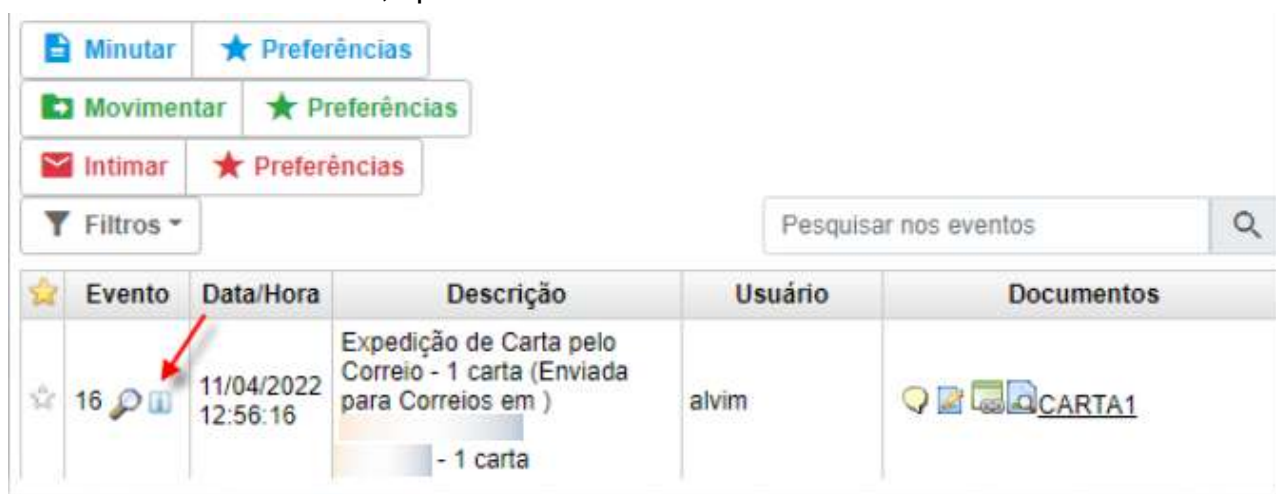 Minutar Preferências
Movimentar Preferências
Intimar Preferências
Filtros
Pesquisar nos eventos
Evento Data/Hora Descrição Usuário Documentos
16
11/04/2022
12:56:16
Expedição de Carta pelo
Correio - 1 carta (Enviada
para Correios em )
- 1 carta
alvim
CARTA1